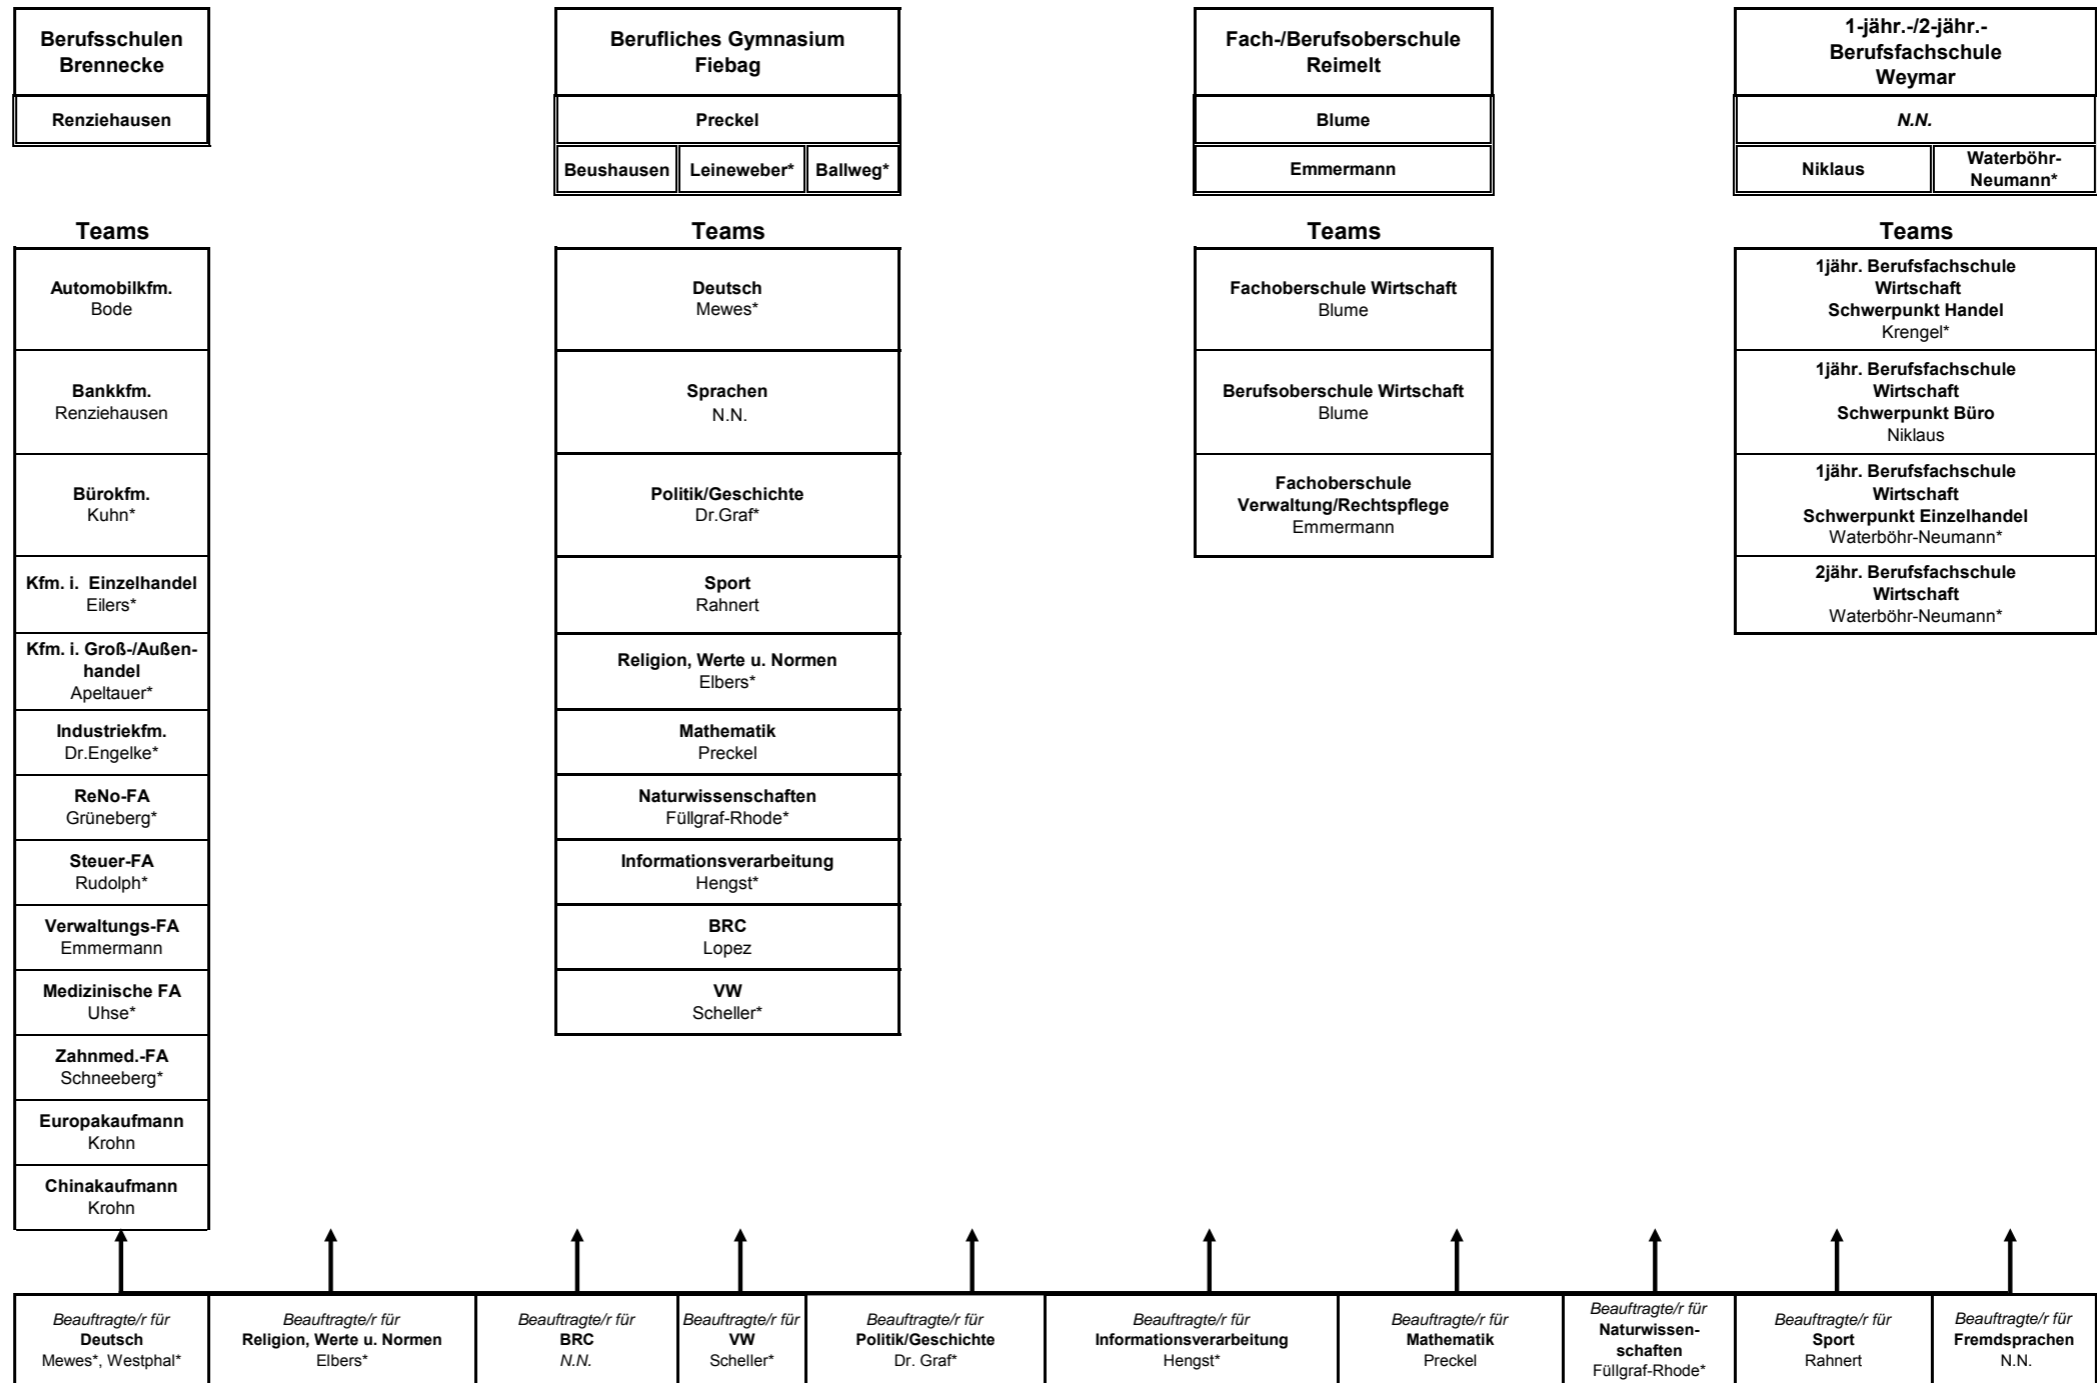 Berufsschulen
Brennecke
Renziehausen
Berufliches Gymnasium
Fiebag
Preckel
Beushausen
Leineweber*
Ballweg*
Fach-/Berufsoberschule
Reimelt
Blume
Emmermann
1-jähr.-/2-jähr.-
Berufsfachschule
Weymar
N.N.
Niklaus
Waterböhr-
Neumann*
Teams
Automobilkfm.
Bode
Bankkfm.
Renziehausen
Bürokfm.
Kuhn*
Kfm. i. Einzelhandel
Eilers*
Kfm. i. Groß-/Außen-
handel
Apeltauer*
Industriekfm.
Dr.Engelke*
ReNo-FA
Grüneberg*
Steuer-FA
Rudolph*
Verwaltungs-FA
Emmermann
Medizinische FA
Uhse*
Zahnmed.-FA
Schneeberg*
Europakaufmann
Krohn
Chinakaufmann
Krohn
Teams
Deutsch
Mewes*
Sprachen
N.N.
Politik/Geschichte
Dr.Graf*
Sport
Rahnert
Religion, Werte u. Normen
Elbers*
Mathematik
Preckel
Naturwissenschaften
Füllgraf-Rhode*
Informationsverarbeitung
Hengst*
BRC
Lopez
VW
Scheller*
Teams
Fachoberschule Wirtschaft
Blume
Berufsoberschule Wirtschaft
Blume
Fachoberschule
Verwaltung/Rechtspflege
Emmermann
Teams
1jähr. Berufsfachschule
Wirtschaft
Schwerpunkt Handel
Krengel*
1jähr. Berufsfachschule
Wirtschaft
Schwerpunkt Büro
Niklaus
1jähr. Berufsfachschule
Wirtschaft
Schwerpunkt Einzelhandel
Waterböhr-Neumann*
2jähr. Berufsfachschule
Wirtschaft
Waterböhr-Neumann*
Beauftragte/r für
Deutsch
Mewes*, Westphal*
Beauftragte/r für
Religion, Werte u. Normen
Elbers*
Beauftragte/r für
BRC
N.N.
Beauftragte/r für
VW
Scheller*
Beauftragte/r für
Politik/Geschichte
Dr. Graf*
Beauftragte/r für
Informationsverarbeitung
Hengst*
Beauftragte/r für
Mathematik
Preckel
Beauftragte/r für
Naturwissen-
schaften
Füllgraf-Rhode*
Beauftragte/r für
Sport
Rahnert
Beauftragte/r für
Fremdsprachen
N.N.